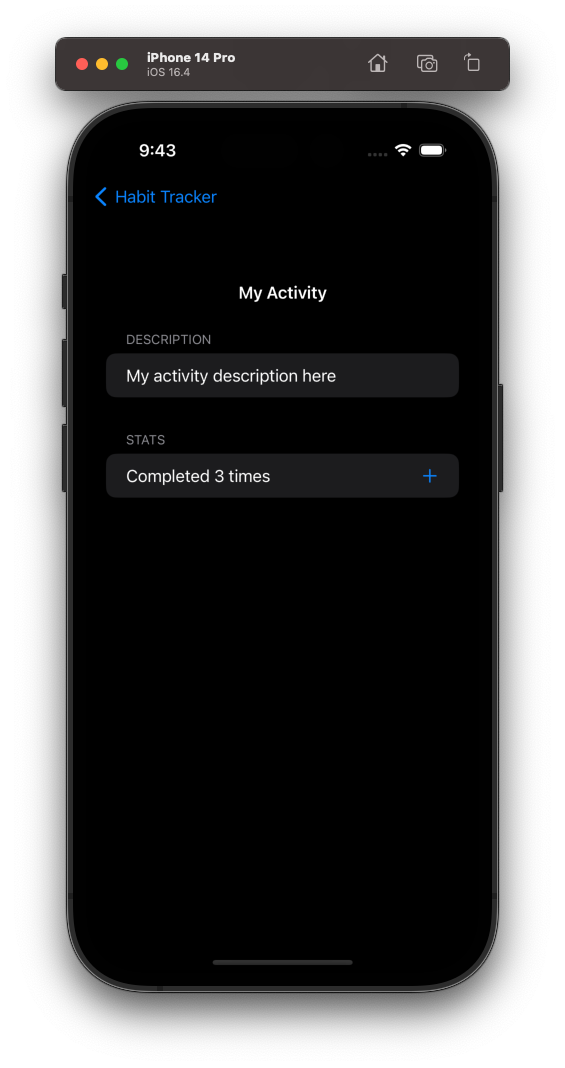 iPhone 14 Pro
iOS 16.4
9:43
Habit Tracker
My Activity
DESCRIPTION
My activity description here
STATS
Completed 3 times